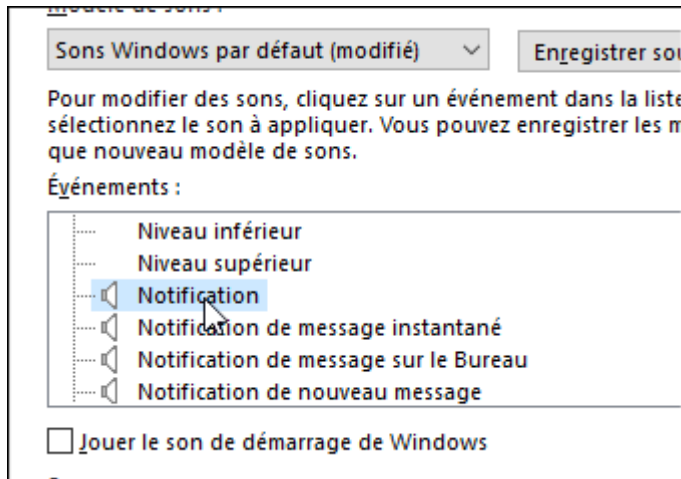 Modèle de sons :
Sons Windows par défaut (modifié)
Enregistrer sou
Pour modifier des sons, cliquez sur un événement dans la liste
sélectionnez le son à appliquer. Vous pouvez enregistrer les m
que nouveau modèle de sons.
Événements :
Niveau inférieur
Niveau supérieur
Notification
Notification de message instantané
Notification de message sur le Bureau
Notification de nouveau message
Jouer le son de démarrage de Windows